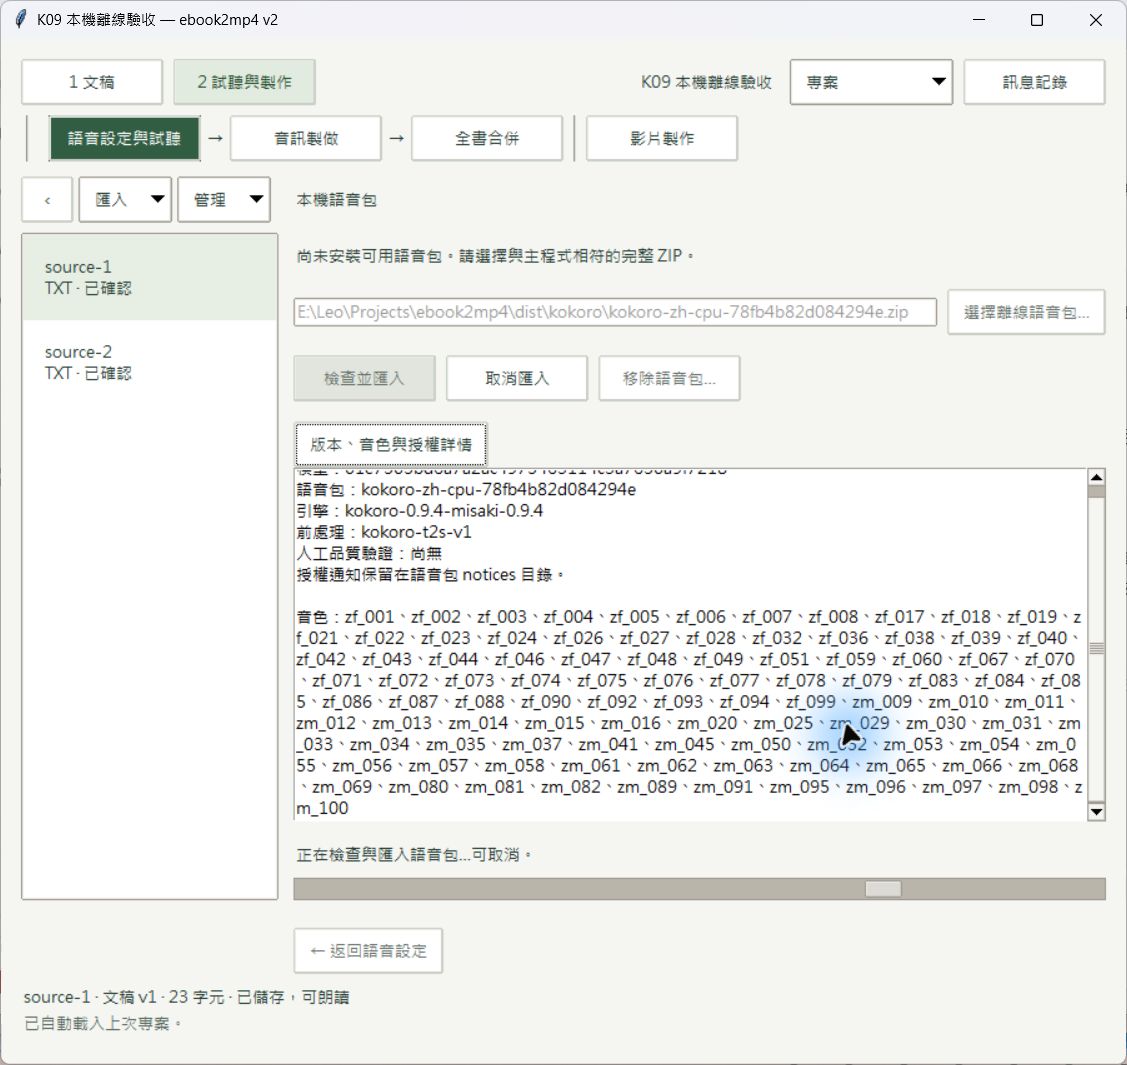 K09 本機離線驗收 — ebook2mp4 v2
1 文稿
2 試聽與製作
K09 本機離線驗收
專案
訊息記錄
語音設定與試聽
→
音訊製做
→
全書合併
影片製作
‹
匯入
管理
本機語音包
source-1
TXT · 已確認
source-2
TXT · 已確認
尚未安裝可用語音包。請選擇與主程式相符的完整 ZIP。
E:\Leo\Projects\ebook2mp4\dist\kokoro\kokoro-zh-cpu-78fb4b82d084294e.zip
選擇離線語音包...
檢查並匯入
取消匯入
移除語音包...
版本、音色與授權詳情
語音包：kokoro-zh-cpu-78fb4b82d084294e
引擎：kokoro-0.9.4-misaki-0.9.4
前處理：kokoro-t2s-v1
人工品質驗證：尚無
授權通知保留在語音包 notices 目錄。
音色：zf_001、zf_002、zf_003、zf_004、zf_005、zf_006、zf_007、zf_008、zf_017、zf_018、zf_019、z
f_021、zf_022、zf_023、zf_024、zf_026、zf_027、zf_028、zf_032、zf_036、zf_038、zf_039、zf_040、
zf_042、zf_043、zf_044、zf_046、zf_047、zf_048、zf_049、zf_051、zf_059、zf_060、zf_067、zf_070
、zf_071、zf_072、zf_073、zf_074、zf_075、zf_076、zf_077、zf_078、zf_079、zf_083、zf_084、zf_08
5、zf_086、zf_087、zf_088、zf_090、zf_092、zf_093、zf_094、zf_099、zm_009、zm_010、zm_011、
zm_012、zm_013、zm_014、zm_015、zm_016、zm_020、zm_025、zm_029、zm_030、zm_031、zm
_033、zm_034、zm_035、zm_037、zm_041、zm_045、zm_050、zm_052、zm_053、zm_054、zm_0
55、zm_056、zm_057、zm_058、zm_061、zm_062、zm_063、zm_064、zm_065、zm_066、zm_068
、zm_069、zm_080、zm_081、zm_082、zm_089、zm_091、zm_095、zm_096、zm_097、zm_098、z
m_100
正在檢查與匯入語音包...可取消。
← 返回語音設定
source-1 · 文稿 v1 · 23 字元 · 已儲存，可朗讀
已自動載入上次專案。